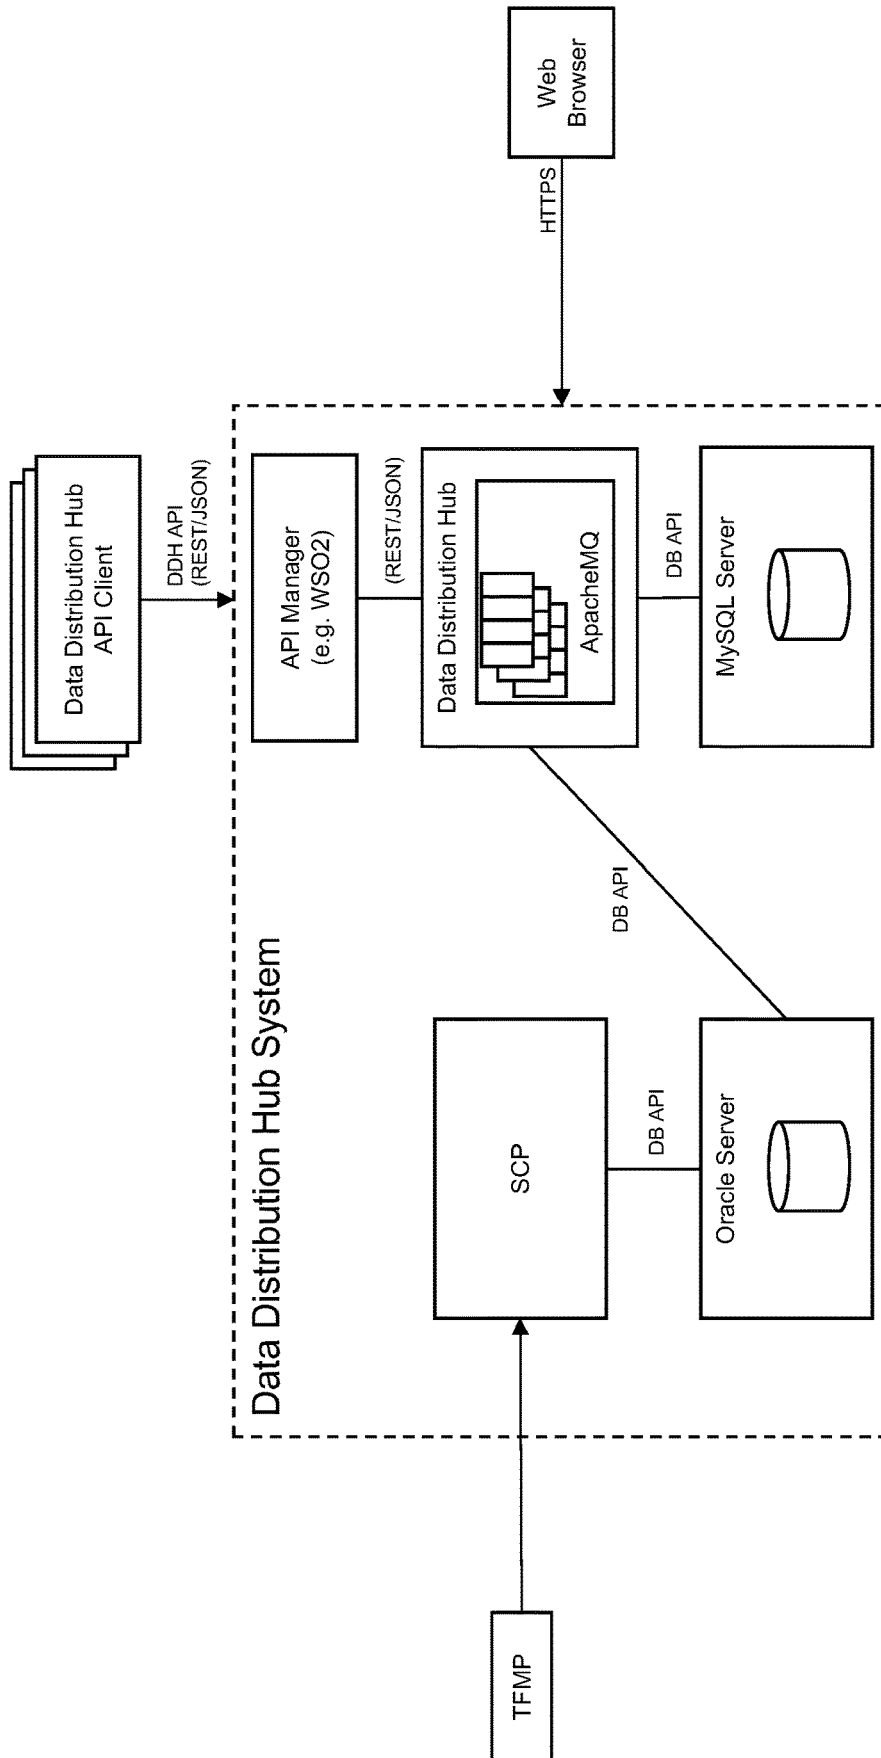 Data Distribution Hub
API Client
DDH API
(REST/JSON)
Data Distribution Hub System
API Manager
(e.g. WSO2)
(REST/JSON)
TFMP
SCP
DB API
Data Distribution Hub
ApacheMQ
HTTPS
Web
Browser
DB API
DB API
Oracle Server
MySQL Server